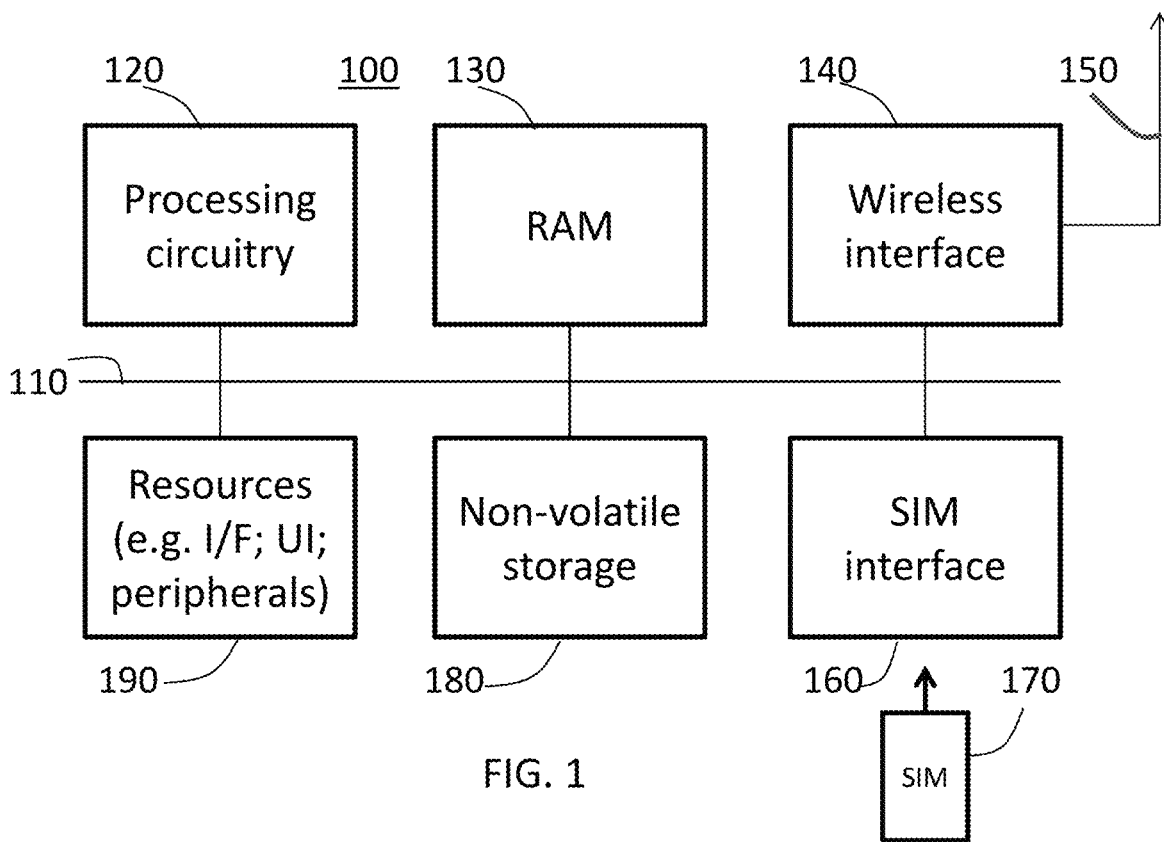 120
100
130
140
150
Processing
circuitry
RAM
Wireless
interface
110
Resources
(e.g. I/F; UI;
peripherals)
Non-volatile
storage
SIM
interface
190
180
160
170
SIM
FIG. 1